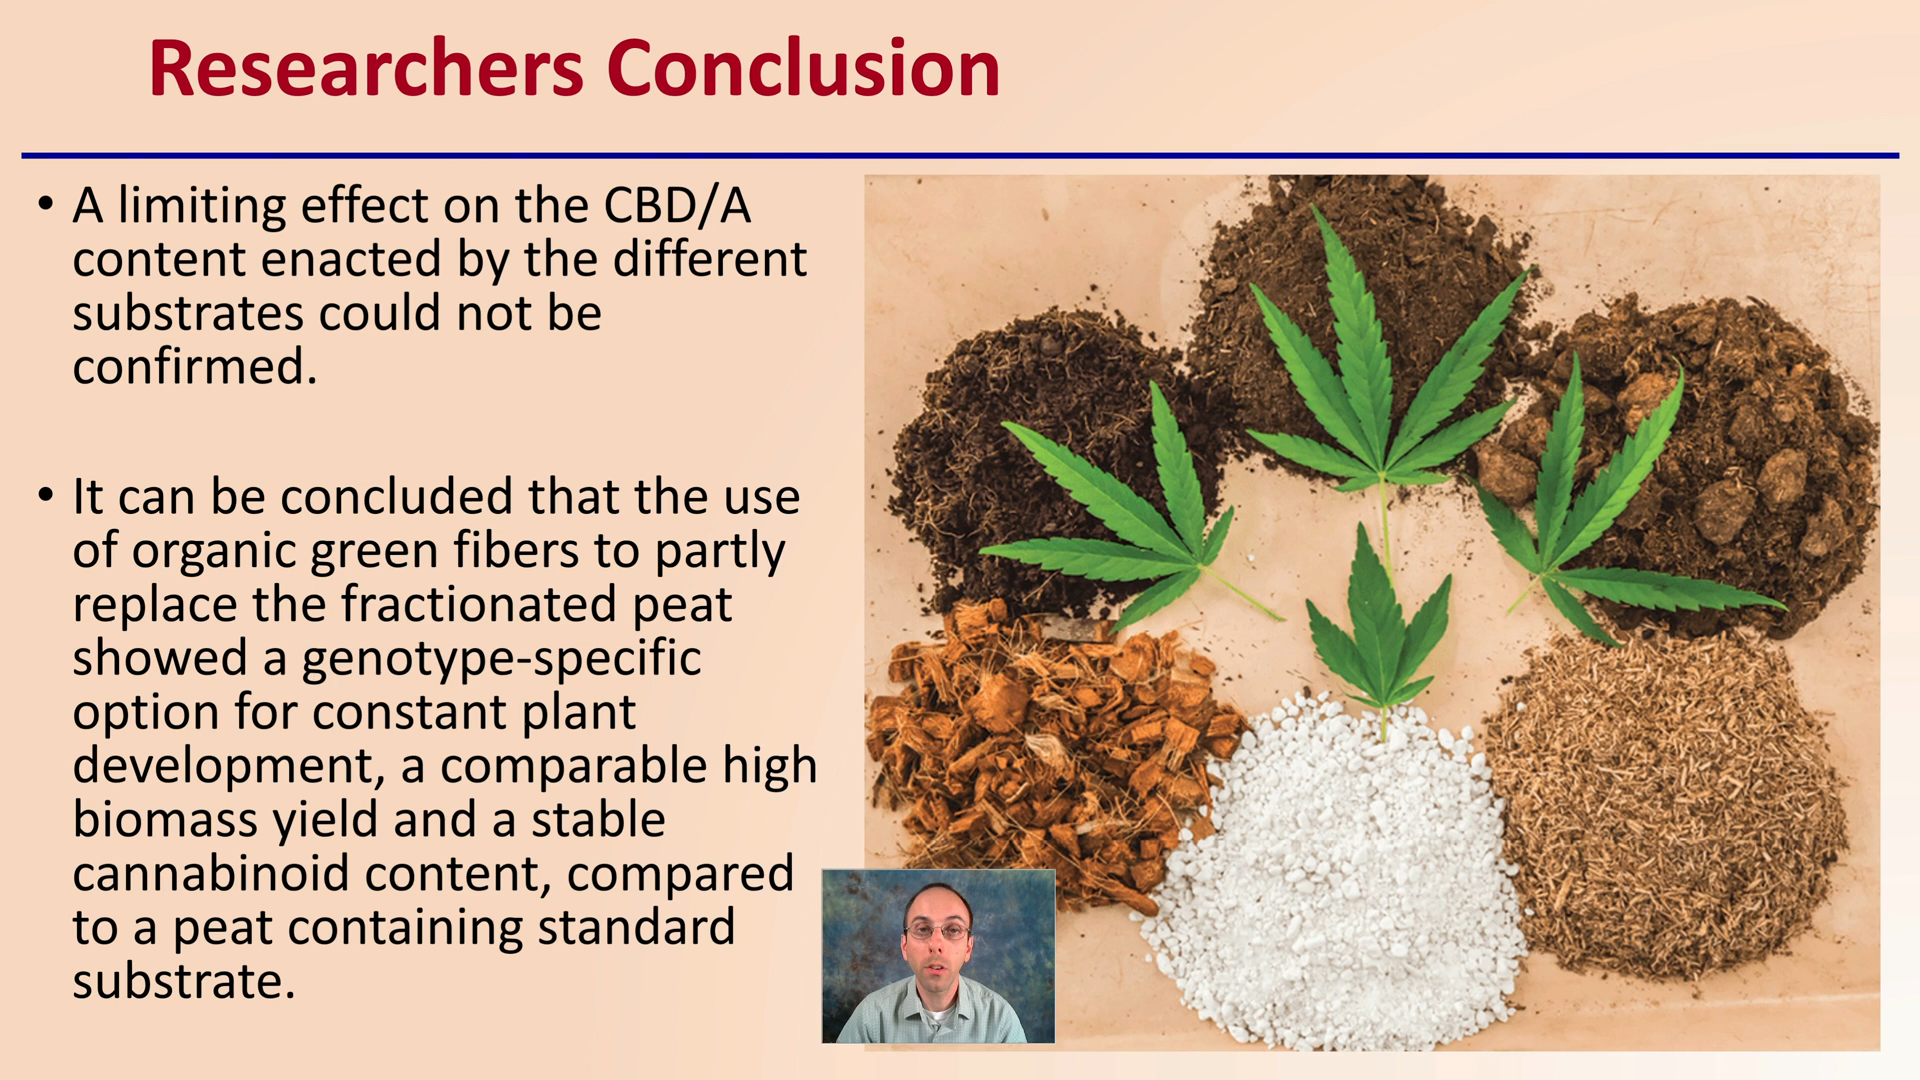 Researchers Conclusion
• A limiting effect on the CBD/A
content enacted by the different
substrates could not be
confirmed.
• It can be concluded that the use
of organic green fibers to partly
replace the fractionated peat
showed a genotype-specific
option for constant plant
development, a comparable high
biomass yield and a stable
cannabinoid content, compared
to a peat containing standard
substrate.